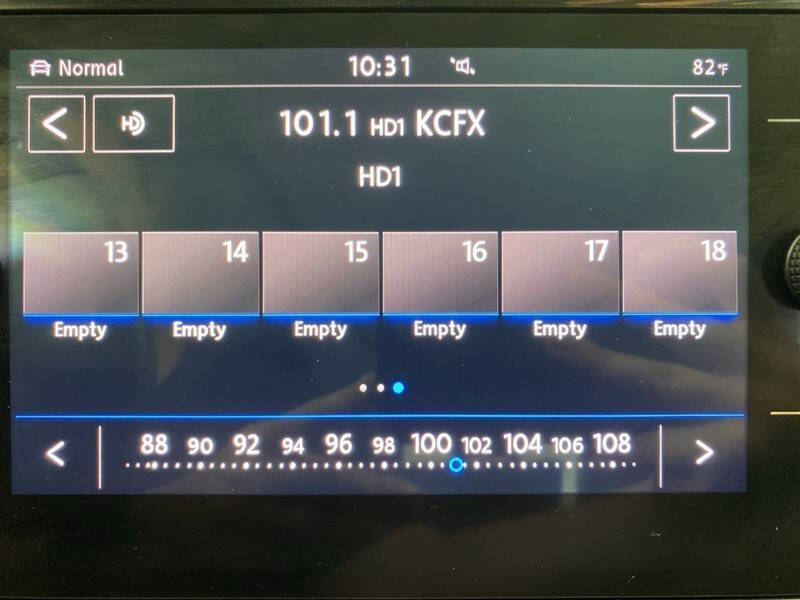 Normal 10:31 82°F
HD 101.1 HD1 KCFX
HD1
13 14 15 16 17 18
Empty Empty Empty Empty Empty Empty
88 90 92 94 96 98 100 102 104 106 108